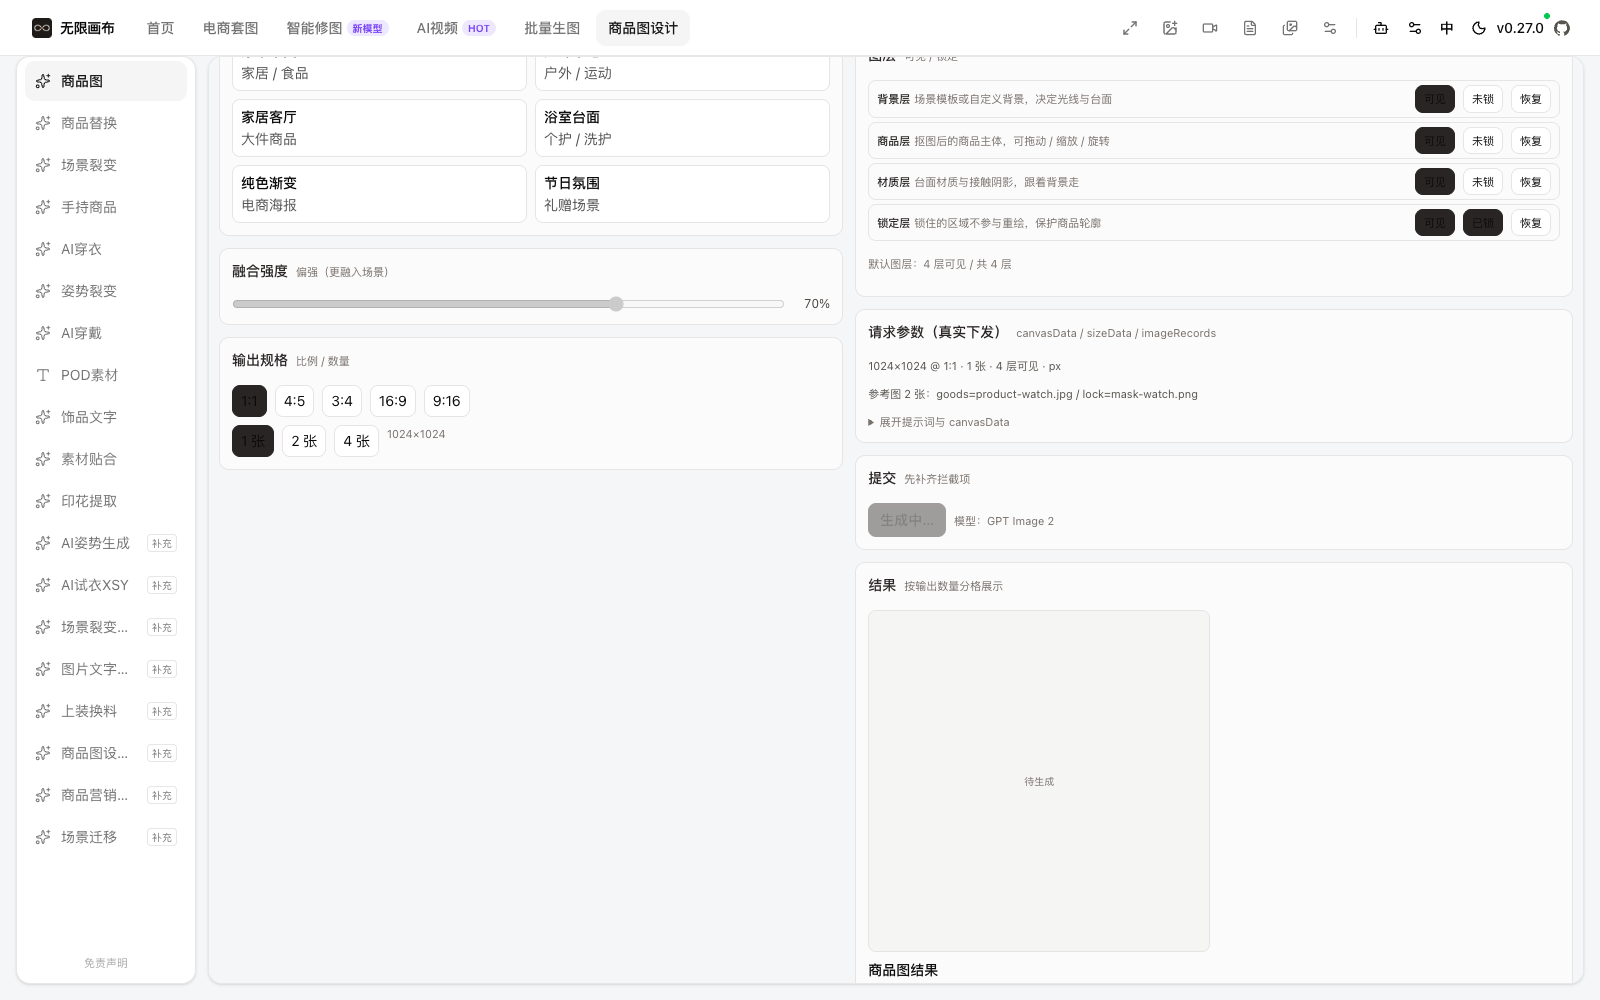 无限画布
首页
电商套图
智能修图 新模型
AI视频 HOT
批量生图
商品图设计
中
v0.27.0
商品图
商品替换
场景裂变
手持商品
AI穿衣
姿势裂变
AI穿戴
POD素材
饰品文字
素材贴合
印花提取
AI姿势生成 补充
AI试衣XSY 补充
场景裂变... 补充
图片文字... 补充
上装换料 补充
商品图设... 补充
商品营销... 补充
场景迁移 补充
免责声明
家居 / 食品
户外 / 运动
家居客厅
大件商品
浴室台面
个护 / 洗护
纯色渐变
电商海报
节日氛围
礼赠场景
融合强度 偏强（更融入场景）
70%
输出规格 比例 / 数量
1:1 4:5 3:4 16:9 9:16
1 张 2 张 4 张 1024×1024
图层 可见 / 锁定
背景层 场景模板或自定义背景，决定光线与台面 可见 未锁 恢复
商品层 抠图后的商品主体，可拖动 / 缩放 / 旋转 可见 未锁 恢复
材质层 台面材质与接触阴影，跟着背景走 可见 未锁 恢复
锁定层 锁住的区域不参与重绘，保护商品轮廓 可见 已锁 恢复
默认图层：4 层可见 / 共 4 层
请求参数（真实下发） canvasData / sizeData / imageRecords
1024×1024 @ 1:1 · 1 张 · 4 层可见 · px
参考图 2 张：goods=product-watch.jpg / lock=mask-watch.png
展开提示词与 canvasData
提交 先补齐拦截项
生成中... 模型：GPT Image 2
结果 按输出数量分格展示
待生成
商品图结果